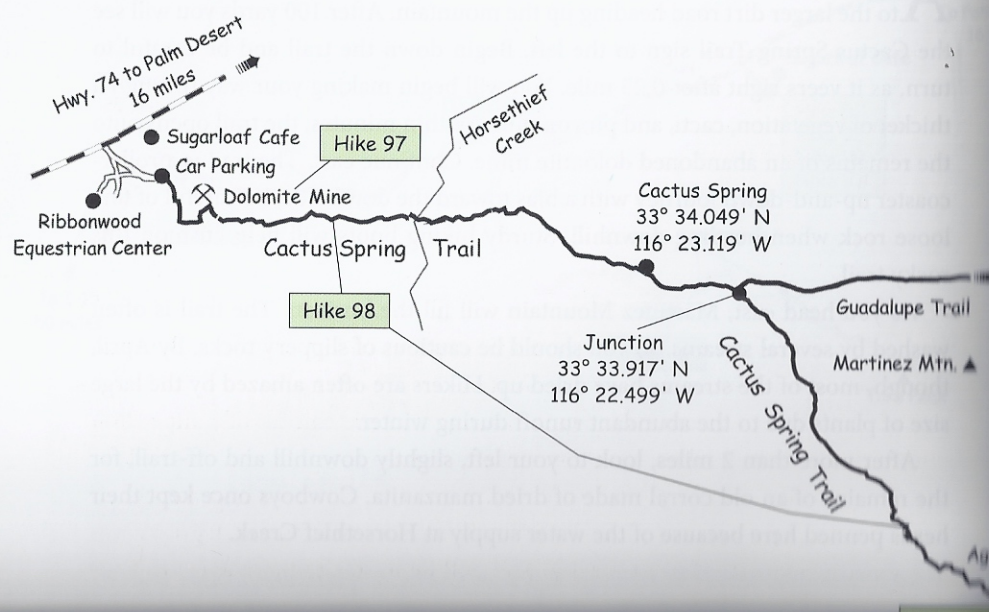 Hwy. 74 to Palm Desert
16 miles
Sugarloaf Cafe
Car Parking
Hike 97
Horsethief
Creek
Dolomite Mine
Ribbonwood
Equestrian Center
Cactus Spring Trail
Cactus Spring
33° 34.049' N
116° 23.119' W
Hike 98
Guadalupe Trail
Junction
33° 33.917' N
116° 22.499' W
Martinez Mtn.
Cactus Spring Trail